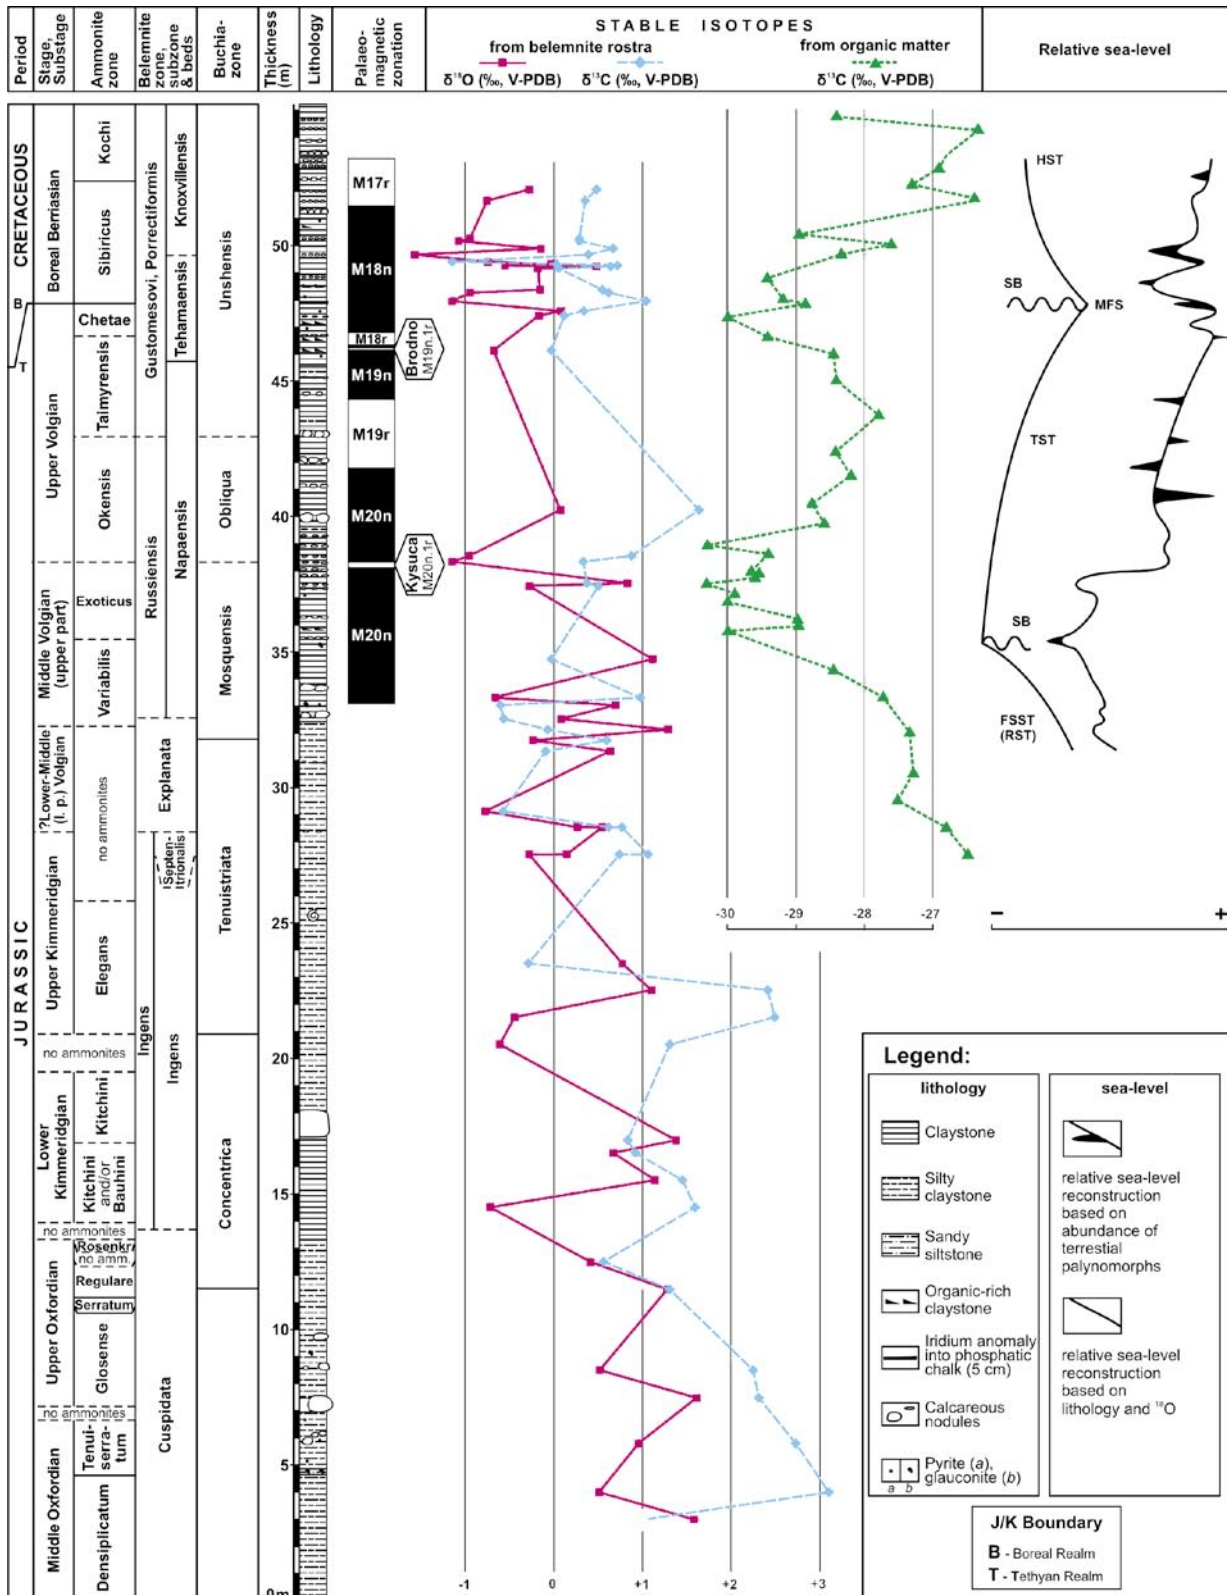 Period
Stage,
Substage
Ammonite
zone
Belemnite
zone,
subzone
& beds
Buchia-
zone
Thickness
(m)
Lithology
Palaeo-
magnetic
zonation
STABLE ISOTOPES
from belemnite rostra
δ¹⁸O (‰, V-PDB)
δ¹³C (‰, V-PDB)
from organic matter
δ¹³C (‰, V-PDB)
Relative sea-level
CRETACEOUS
B
T
JURASSIC
Boreal Berriasian
Upper Volgian
Middle Volgian
(upper part)
?Lower-Middle
(l. p.) Volgian
Upper Kimmeridgian
no ammonites
Lower
Kimmeridgian
no ammonites
Upper Oxfordian
no ammonites
Middle Oxfordian
Kochi
Sibiricus
Chetae
Taimyrensis
Okensis
Exoticus
Variabilis
no ammonites
Elegans
Kitchini
Kitchini
and/or
Bauhini
Rosenkr.
no amm.
Regulare
Serratum
Glosense
Tenui-
serra-
tum
Densiplicatum
Gustomesovi, Porrectiformis
Russiensis
Explanata
Ingens
Cuspidata
Knoxvillensis
Tehamaensis
Napaensis
Septen-
trionalis
Ingens
Unshensis
Obliqua
Mosquensis
Tenuistriata
Concentrica
50
45
40
35
30
25
20
15
10
5
0m
M17r
M18n
M18r
M19n
M19r
M20n
M20n
Brodno
M19n.1r
Kysuca
M20n.1r
-1
0
+1
+2
+3
-30
-29
-28
-27
HST
SB
MFS
TST
SB
FSST
(RST)
–
+
Legend:
lithology
Claystone
Silty
claystone
Sandy
siltstone
Organic-rich
claystone
Iridium anomaly
into phosphatic
chalk (5 cm)
Calcareous
nodules
Pyrite (a),
glauconite (b)
a b
sea-level
relative sea-level
reconstruction
based on
abundance of
terrestial
palynomorphs
relative sea-level
reconstruction
based on
lithology and ¹⁸O
J/K Boundary
B - Boreal Realm
T - Tethyan Realm